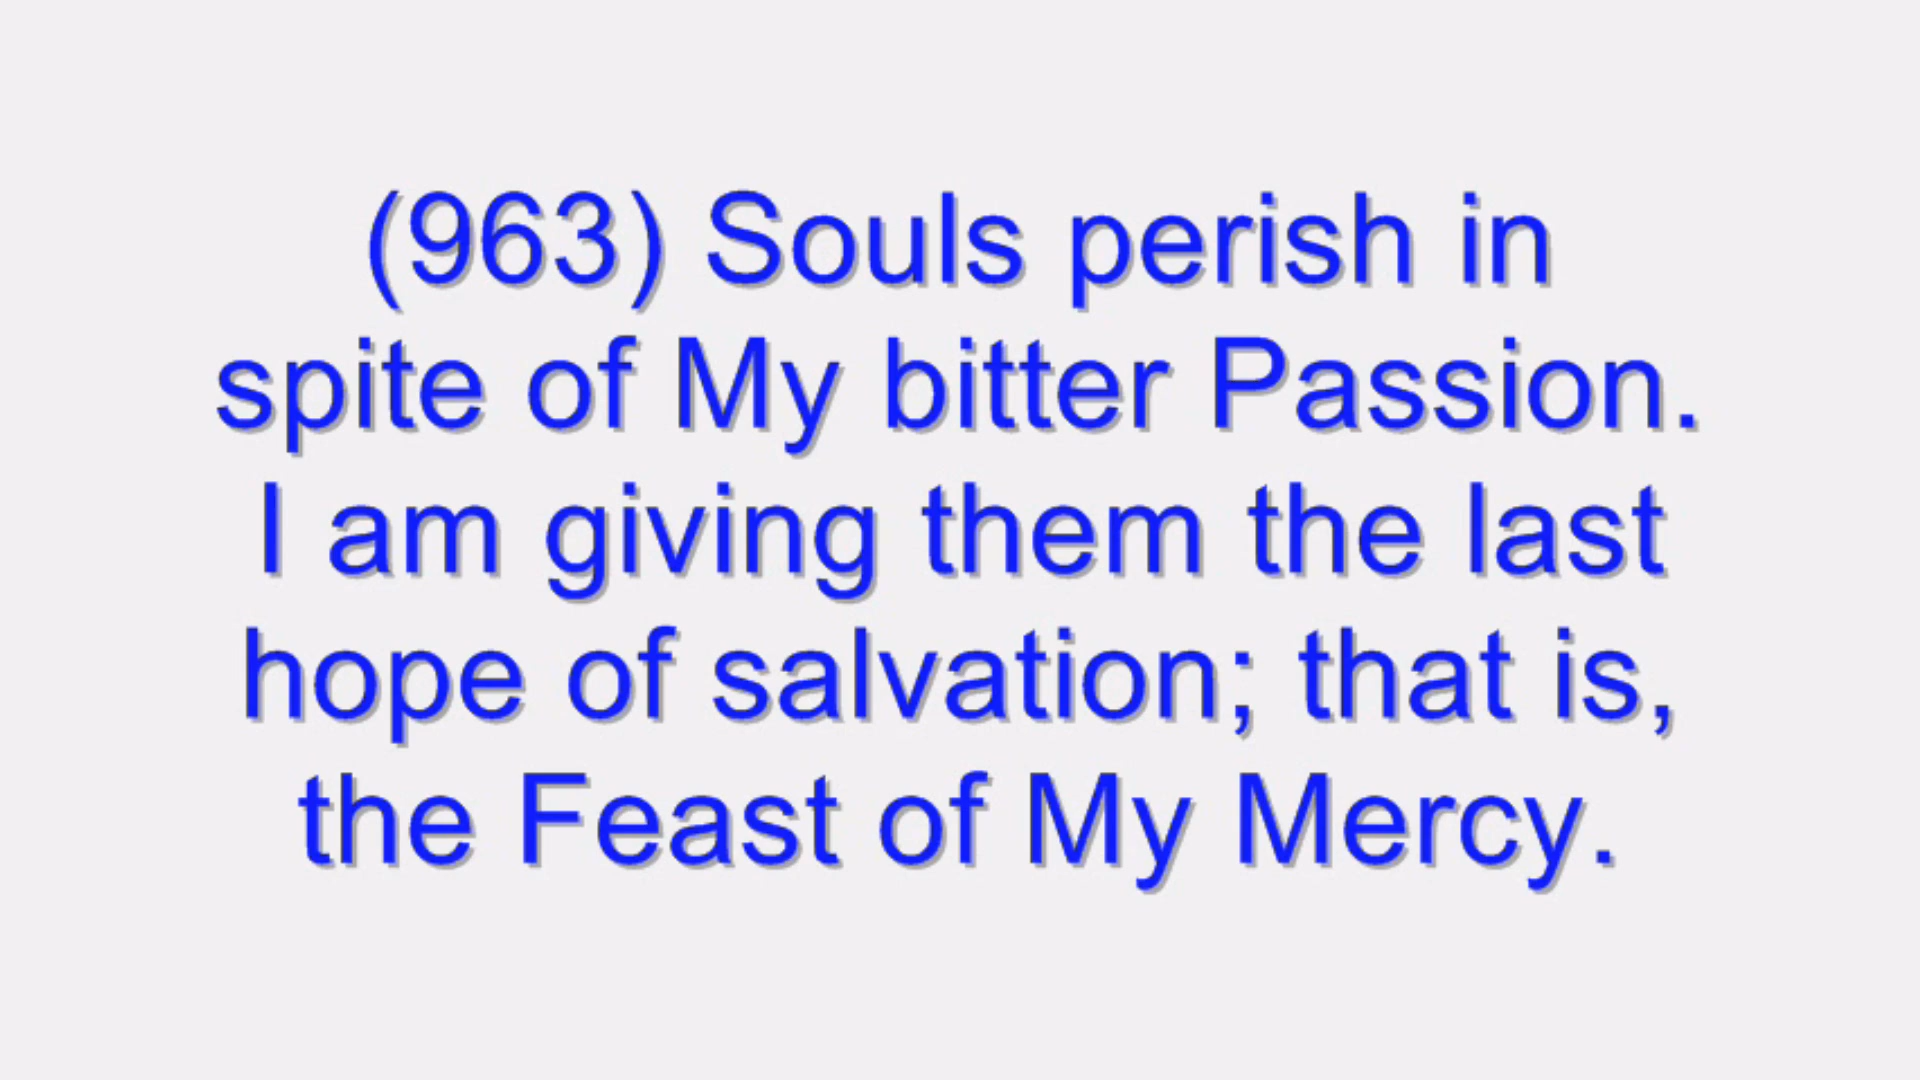 (963) Souls perish in
spite of My bitter Passion.
I am giving them the last
hope of salvation; that is,
the Feast of My Mercy.